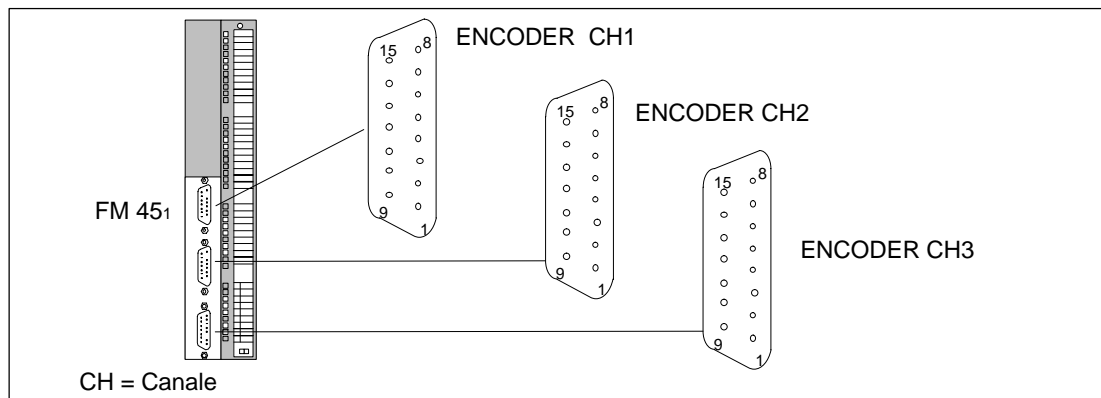 ENCODER CH1
15
8
9
1
ENCODER CH2
15
8
9
1
ENCODER CH3
15
8
9
1
FM 451
CH = Canale